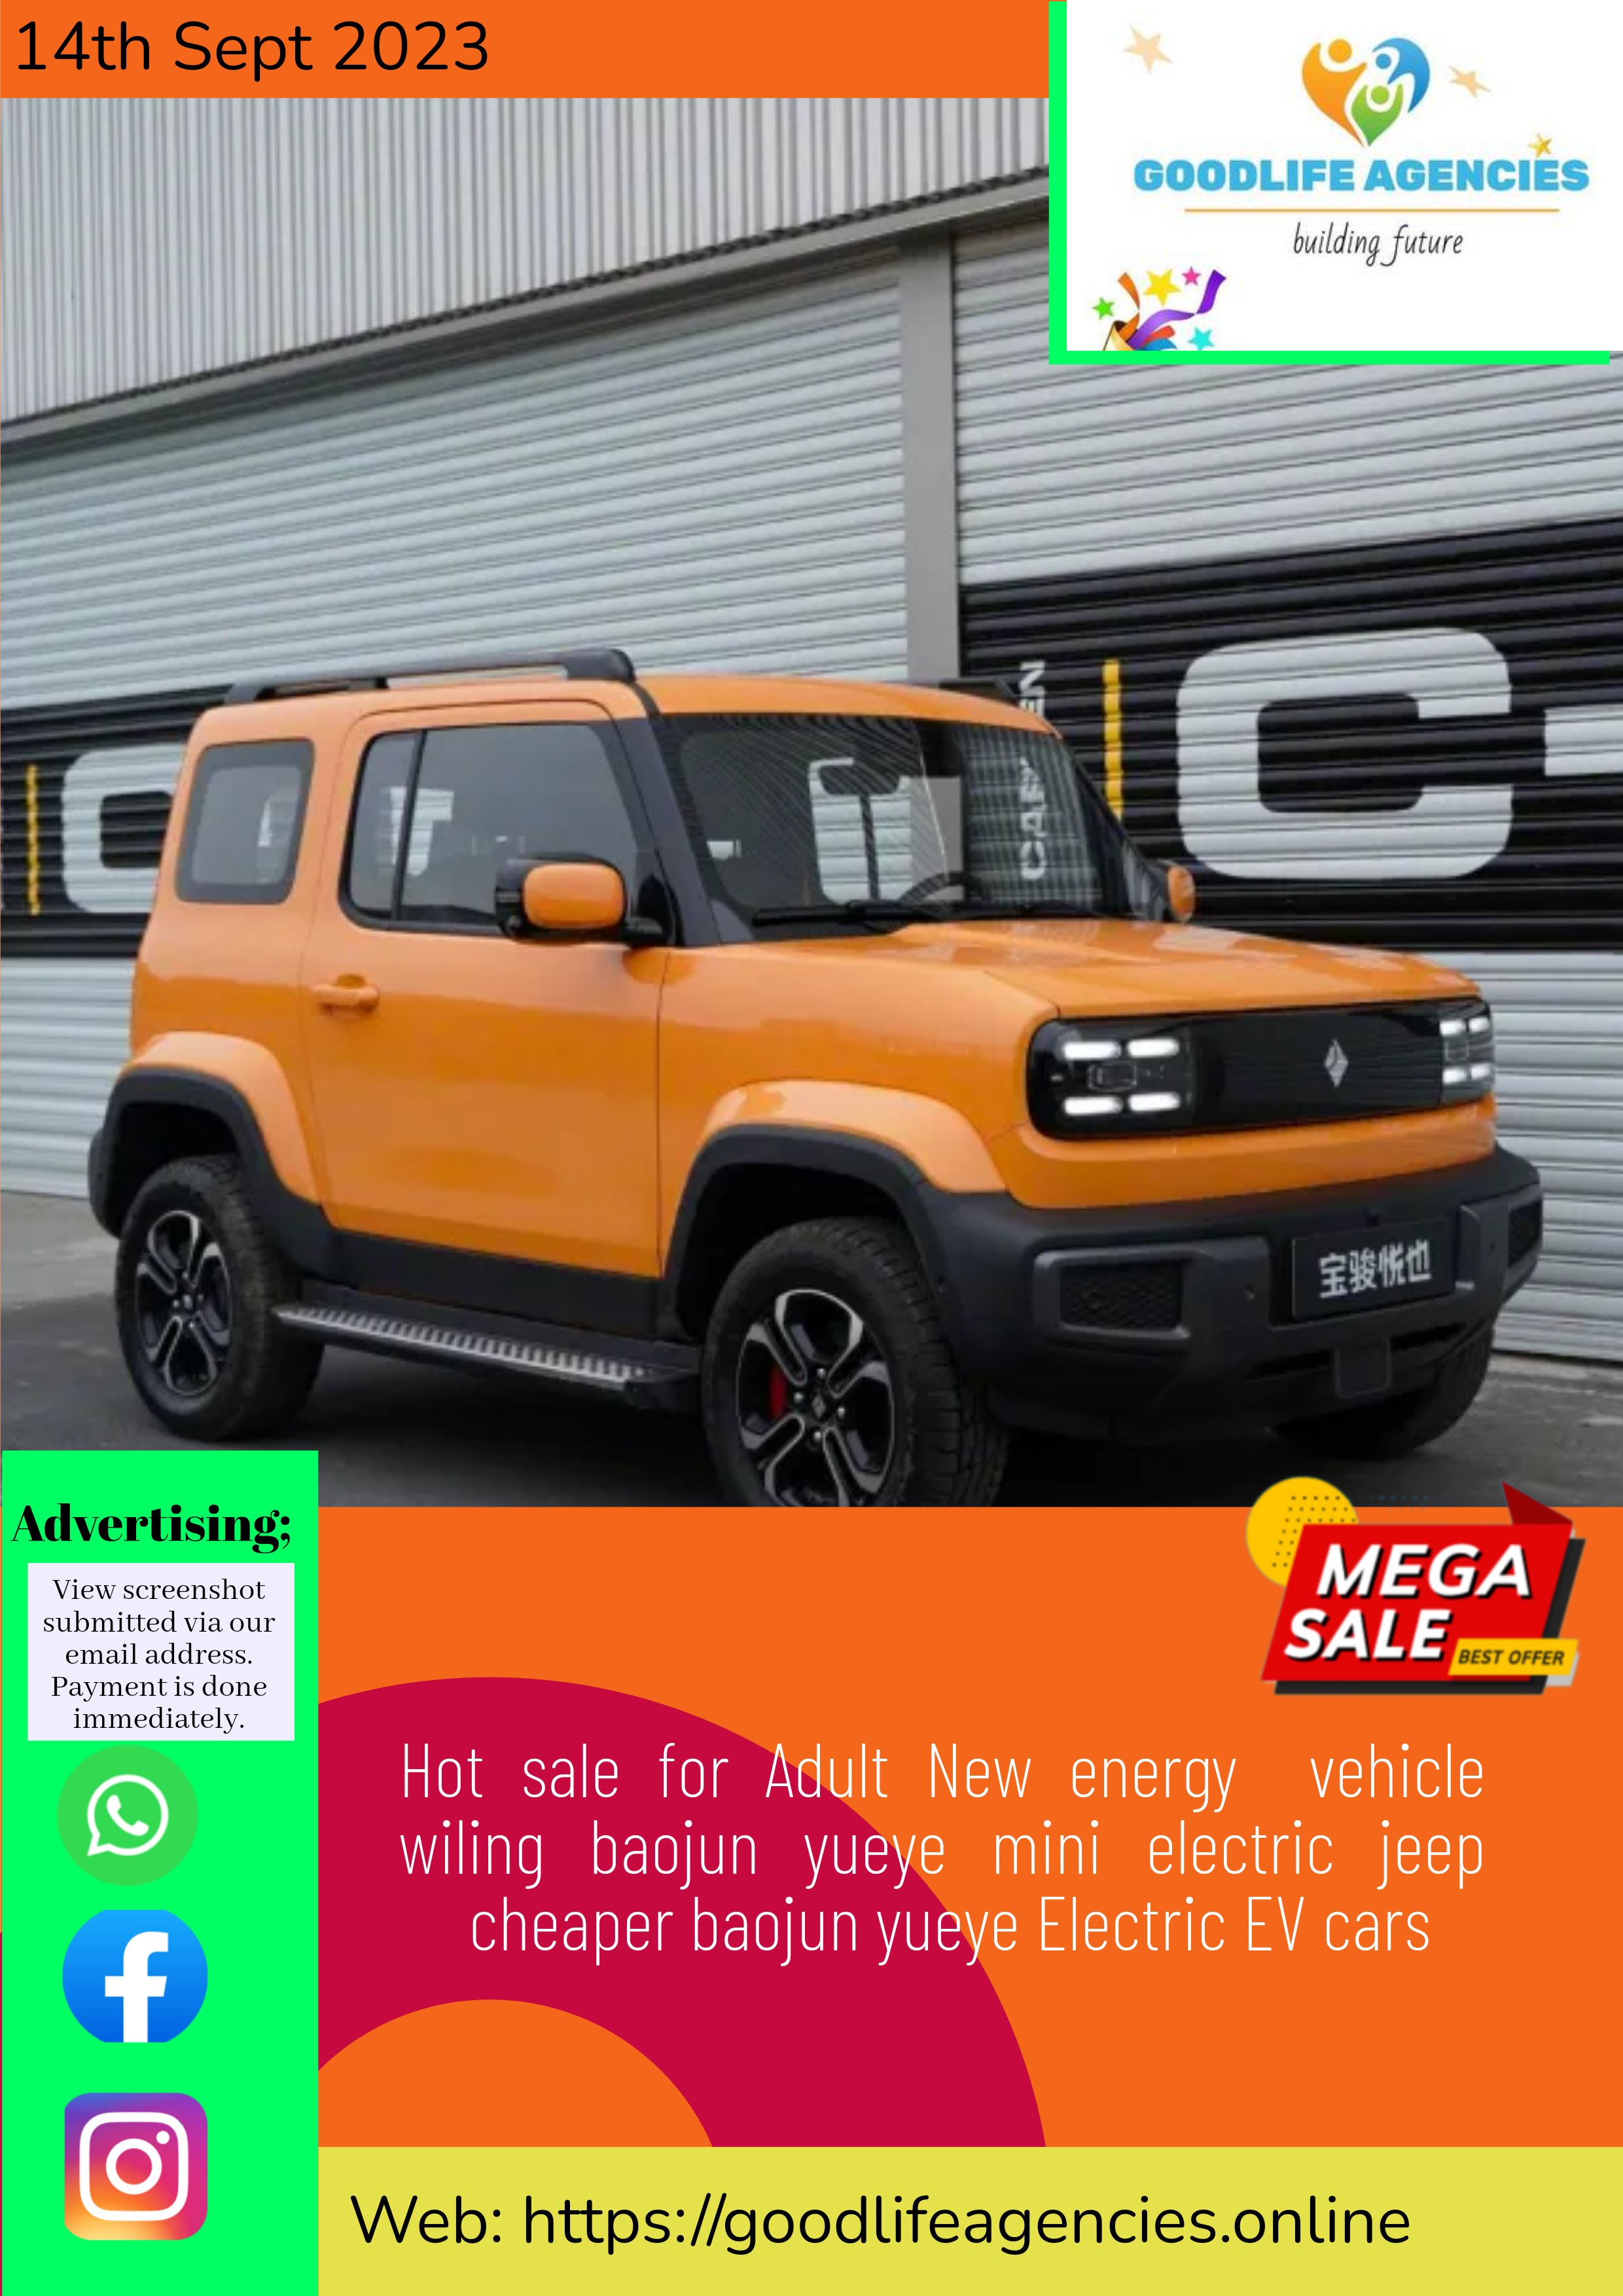 14th Sept 2023
GOODLIFE AGENCIES
building future
CARV
EN
C
C
T
宝骏悦也
Advertising;
View screenshot
submitted via our
email address.
Payment is done
immediately.
MEGA
SALE
BEST OFFER
Hot sale for Adult New energy vehicle
wiling baojun yueye mini electric jeep
cheaper baojun yueye Electric EV cars
Web: https://goodlifeagencies.online